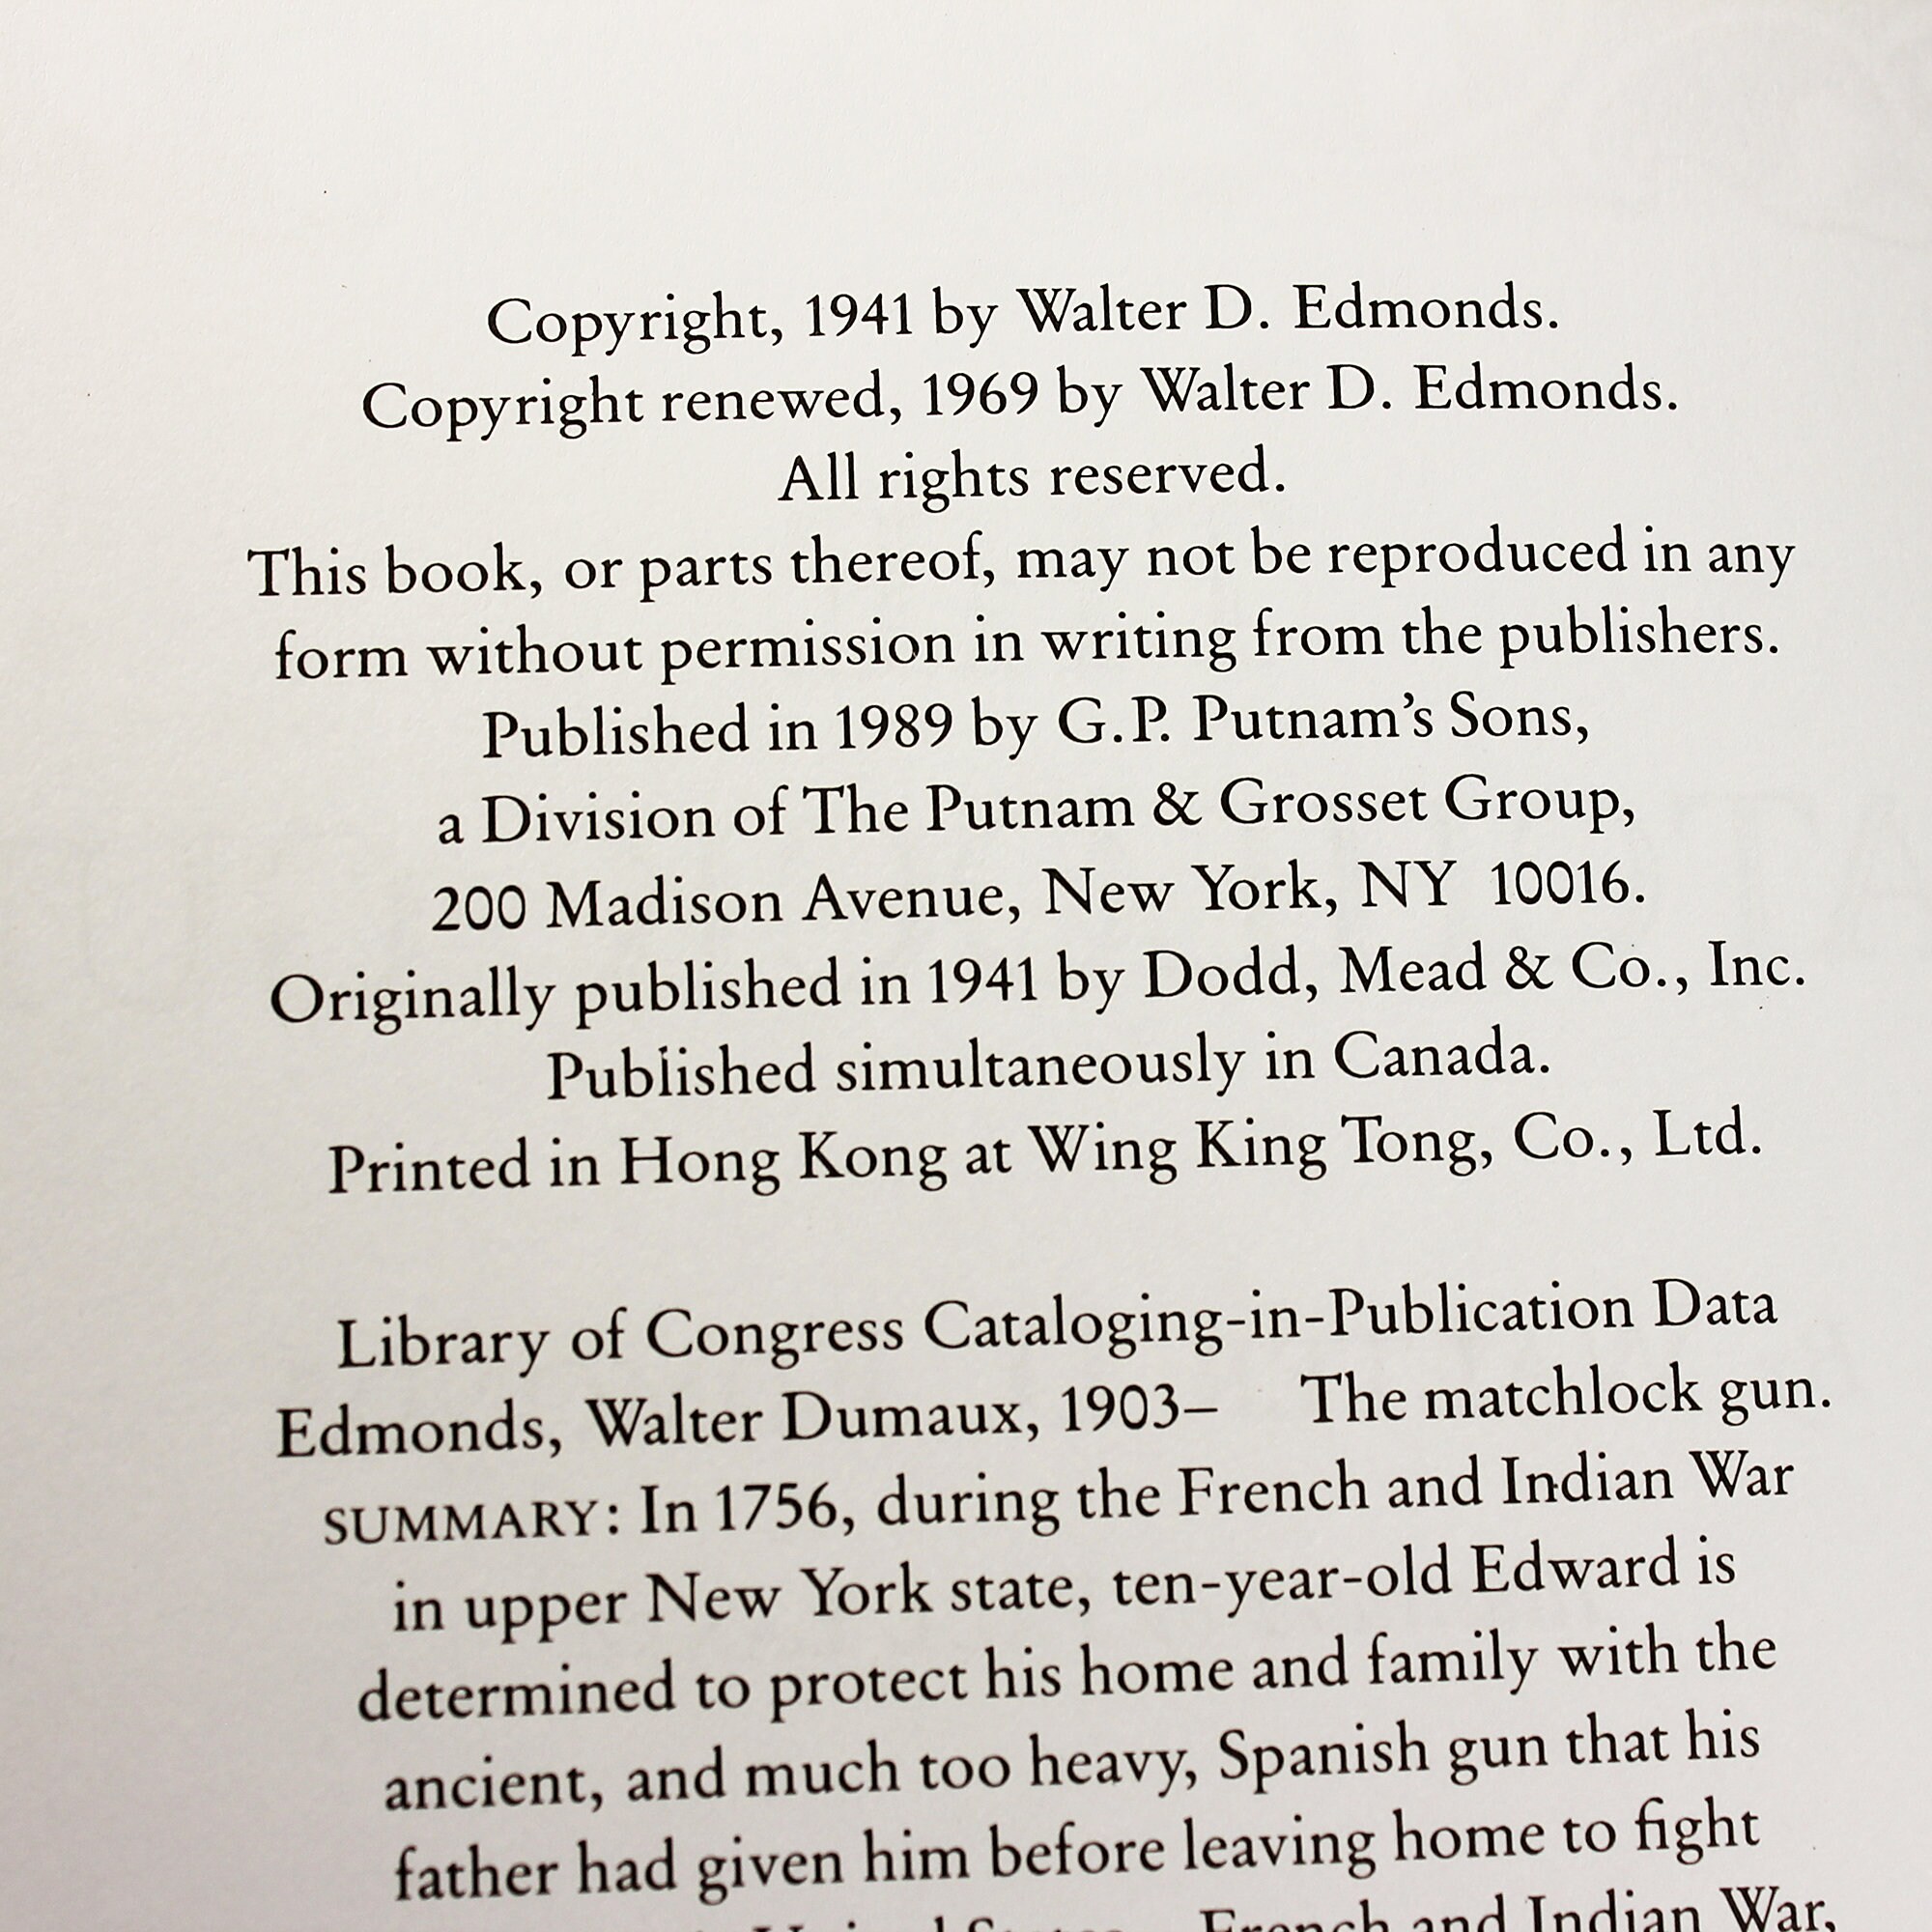 Copyright, 1941 by Walter D. Edmonds.
Copyright renewed, 1969 by Walter D. Edmonds.
All rights reserved.
This book, or parts thereof, may not be reproduced in any
form without permission in writing from the publishers.
Published in 1989 by G.P. Putnam’s Sons,
a Division of The Putnam & Grosset Group,
200 Madison Avenue, New York, NY 10016.
Originally published in 1941 by Dodd, Mead & Co., Inc.
Published simultaneously in Canada.
Printed in Hong Kong at Wing King Tong, Co., Ltd.
Library of Congress Cataloging-in-Publication Data
Edmonds, Walter Dumaux, 1903– The matchlock gun.
SUMMARY: In 1756, during the French and Indian War
in upper New York state, ten-year-old Edward is
determined to protect his home and family with the
ancient, and much too heavy, Spanish gun that his
father had given him before leaving home to fight
United States French and Indian War,